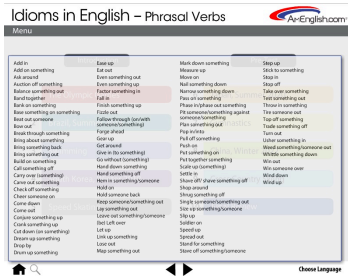 Idioms in English – Phrasal Verbs
AmEnglish.com
Menu
Add in
Add on something
Ask around
Auction off something
Balance something out
Band together
Bank on something
Base something on something
Beat out someone
Bow out
Break through something
Bring about something
Bring something back
Bring something out
Build on something
Call something off
Carry over (something)
Carve out something
Check off something
Cheer someone on
Come down
Come out
Conjure something up
Crank something up
Cut down (on something)
Dream up something
Drop by
Drum up something
Ease up
Eat out
Even something out
Even something up
Factor something in
Fall in
Finish something up
Fizzle out
Follow through (on/with
something/someone)
Forge ahead
Gear up
Get around
Give in (to something)
Go without (something)
Hand down something
Hand something off
Hem in something/someone
Hold on
Hold someone back
Keep someone/something out
Lay something out
Leave out something/someone
(be) Left over
Let up
Link up something
Lose out
Map something out
Mark down something
Measure up
Move on
Nail something down
Narrow something down
Pass on something
Phase in/phase out something
Pit someone/something against
someone/something
Plan something out
Pop in/into
Pull off something
Push on
Put something on
Put together something
Scale up (something)
Settle in
Shave off/ shave something off
Shop around
Shrug something off
Single someone/something out
Size up something/someone
Slip up
Soldier on
Speed up
Spread out
Stand for something
Stave off something/someone
Step up
Stick to something
Stop in
Stop off
Take over something
Test something out
Throw in something
Tire someone out
Top off something
Trade something off
Turn out
Usher something in
Weed something/someone out
Whittle something down
Win out
Win someone over
Wind down
Wind up
Choose Language